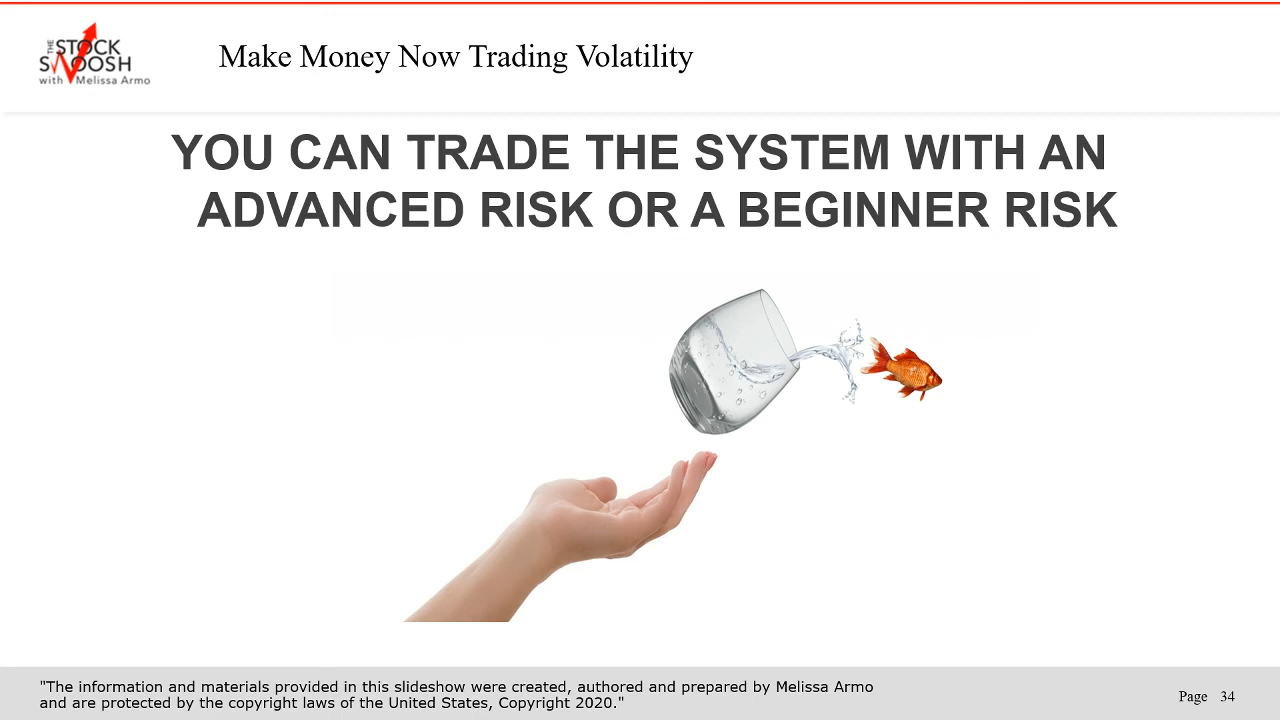 THE
STOCK
SWOOSH
with Melissa Armo
Make Money Now Trading Volatility
YOU CAN TRADE THE SYSTEM WITH AN
ADVANCED RISK OR A BEGINNER RISK
"The information and materials provided in this slideshow were created, authored and prepared by Melissa Armo
and are protected by the copyright laws of the United States, Copyright 2020."
Page 34